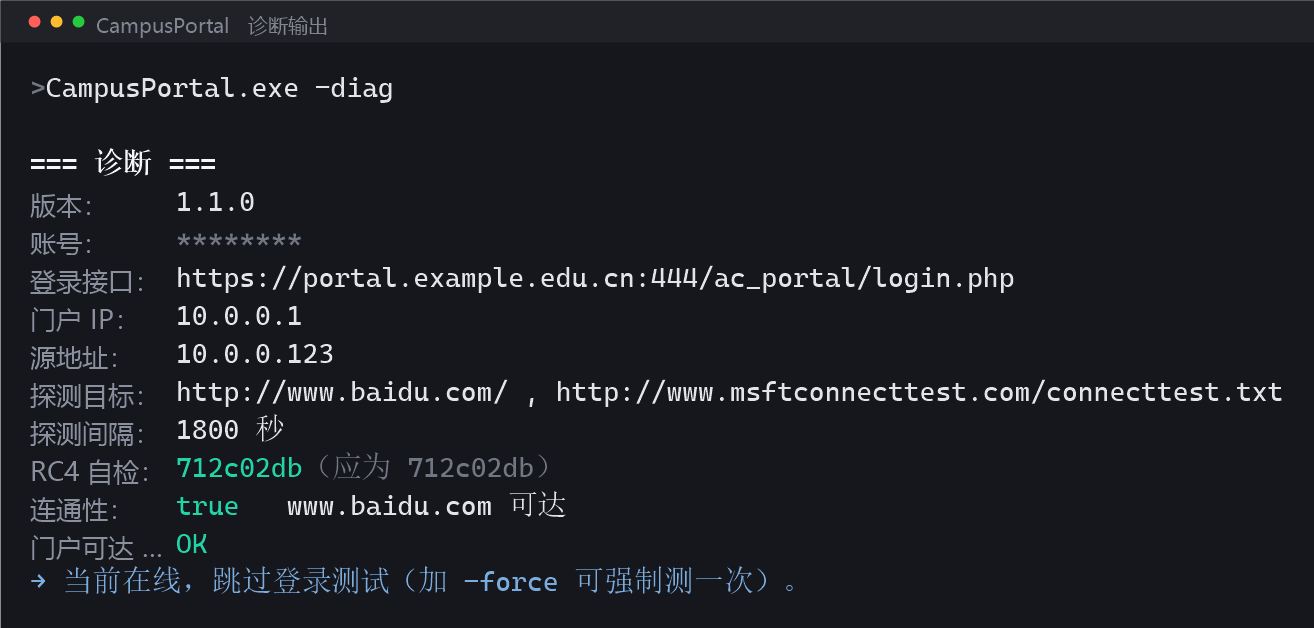 CampusPortal 诊断输出
>CampusPortal.exe -diag
=== 诊断 ===
版本： 1.1.0
账号： ********
登录接口： https://portal.example.edu.cn:444/ac_portal/login.php
门户 IP： 10.0.0.1
源地址： 10.0.0.123
探测目标： http://www.baidu.com/ , http://www.msftconnecttest.com/connecttest.txt
探测间隔： 1800 秒
RC4 自检： 712c02db（应为 712c02db）
连通性： true www.baidu.com 可达
门户可达 … OK
→ 当前在线，跳过登录测试（加 -force 可强制测一次）。